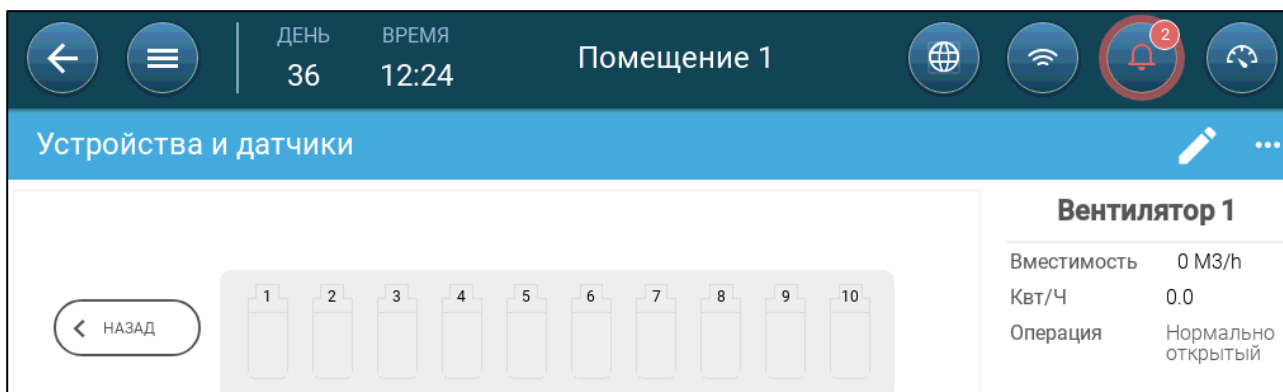 ДЕНЬ ВРЕМЯ
36 12:24 Помещение 1 2
Устройства и датчики
Вентилятор 1
Вместимость 0 М3/h
Квт/Ч 0.0
Операция Нормально
открытый
1 2 3 4 5 6 7 8 9 10
НАЗАД